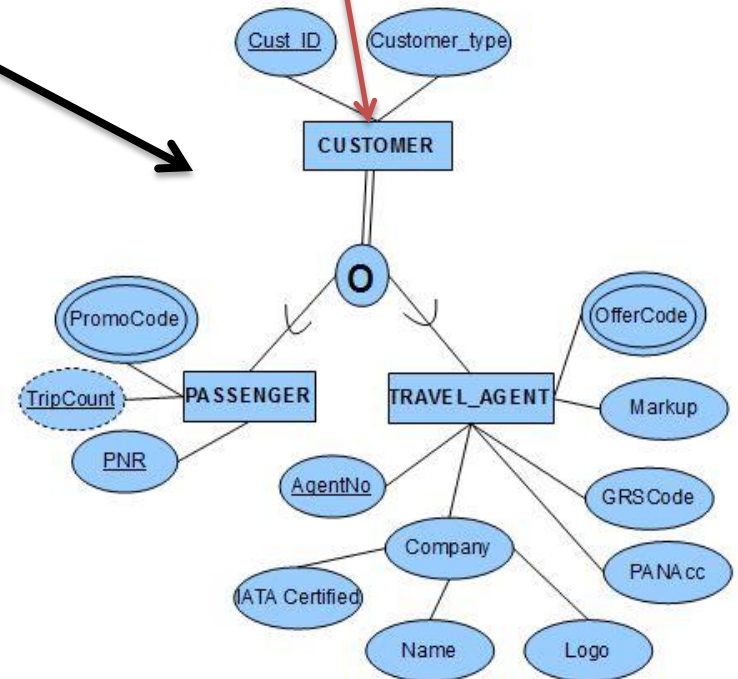 Cust_ID
Customer_type
CUSTOMER
O
PromoCode
OfferCode
TripCount
PASSENGER
TRAVEL_AGENT
Markup
PNR
AgentNo
GRSCode
Company
PANAcc
IATA Certified
Name
Logo